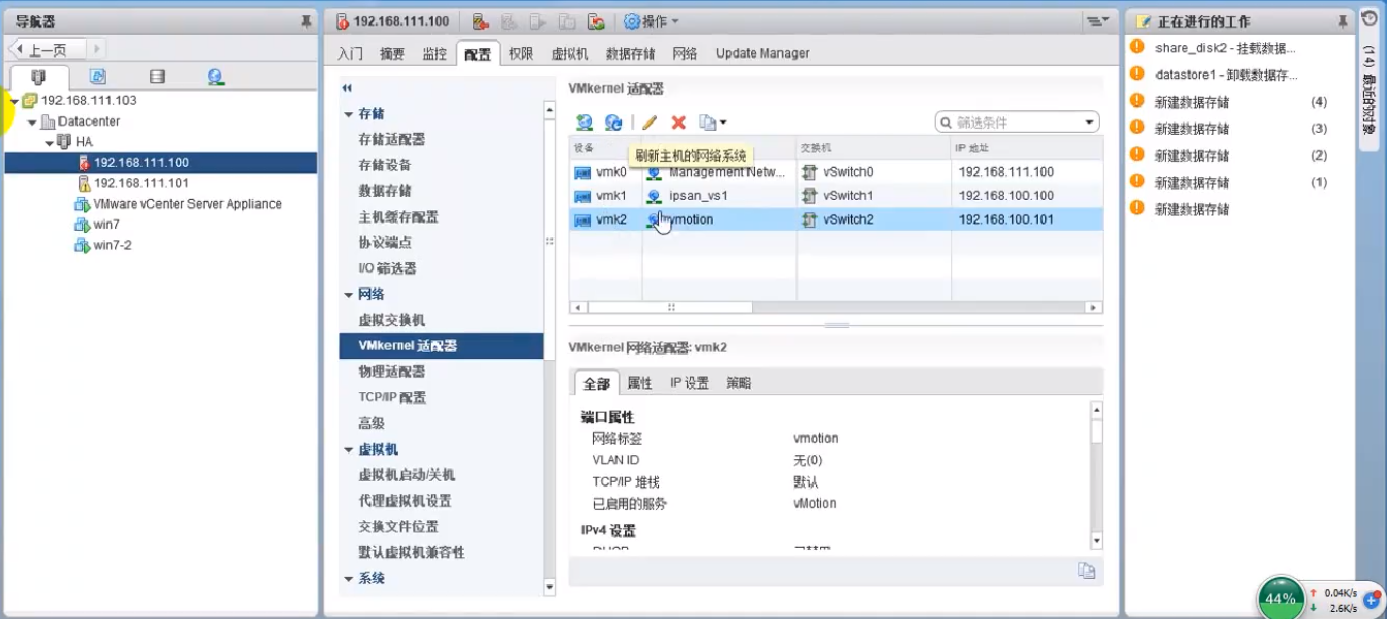 导航器
上一页
192.168.111.103
Datacenter
HA
192.168.111.100
192.168.111.101
VMware vCenter Server Appliance
win7
win7-2
192.168.111.100 操作
入门 摘要 监控 配置 权限 虚拟机 数据存储 网络 Update Manager
存储
存储适配器
存储设备
数据存储
主机缓存配置
协议端点
I/O 筛选器
网络
虚拟交换机
VMkernel 适配器
物理适配器
TCP/IP 配置
高级
虚拟机
虚拟机启动/关机
代理虚拟机设置
交换文件位置
默认虚拟机兼容性
系统
VMkernel 适配器
筛选条件
设备 交换机 IP 地址
刷新主机的网络系统
vmk0 Management Netw... vSwitch0 192.168.111.100
vmk1 ipsan_vs1 vSwitch1 192.168.100.100
vmk2 vmotion vSwitch2 192.168.100.101
VMkernel 网络适配器: vmk2
全部 属性 IP 设置 策略
端口属性
网络标签 vmotion
VLAN ID 无(0)
TCP/IP 堆栈 默认
已启用的服务 vMotion
IPv4 设置
DHCP 已禁用
正在进行的工作
share_disk2 - 挂载数据...
datastore1 - 卸载数据存...
新建数据存储 (4)
新建数据存储 (3)
新建数据存储 (2)
新建数据存储 (1)
新建数据存储
(14) 最近的对象
44%
0.04K/s
2.6K/s